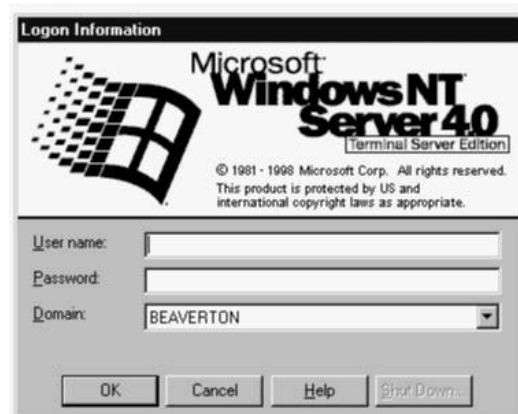 Logon Information
Microsoft
Windows NT
Server 4.0
Terminal Server Edition
© 1981 - 1998 Microsoft Corp. All rights reserved.
This product is protected by US and
international copyright laws as appropriate.
User name:
Password:
Domain: BEAVERTON
OK Cancel Help Shut Down...